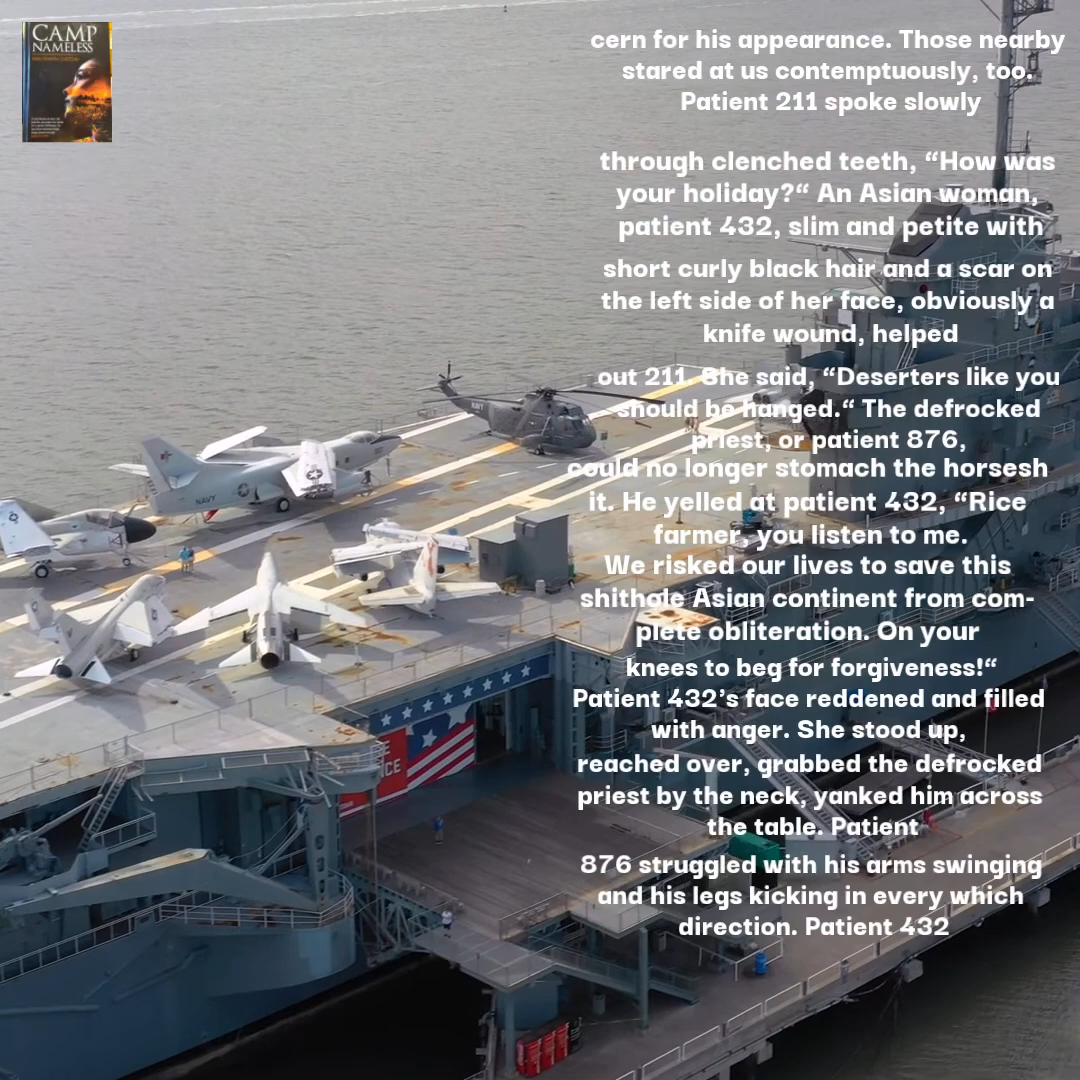 CAMP
NAMELESS
cern for his appearance. Those nearby
stared at us contemptuously, too.
Patient 211 spoke slowly
through clenched teeth, “How was
your holiday?“ An Asian woman,
patient 432, slim and petite with
short curly black hair and a scar on
the left side of her face, obviously a
knife wound, helped
out 211. She said, “Deserters like you
should be hanged.“ The defrocked
priest, or patient 876,
could no longer stomach the horsesh
it. He yelled at patient 432, “Rice
farmer, you listen to me.
We risked our lives to save this
shithole Asian continent from com-
plete obliteration. On your
knees to beg for forgiveness!“
Patient 432’s face reddened and filled
with anger. She stood up,
reached over, grabbed the defrocked
priest by the neck, yanked him across
the table. Patient
876 struggled with his arms swinging
and his legs kicking in every which
direction. Patient 432
NAVY
NAVY
10